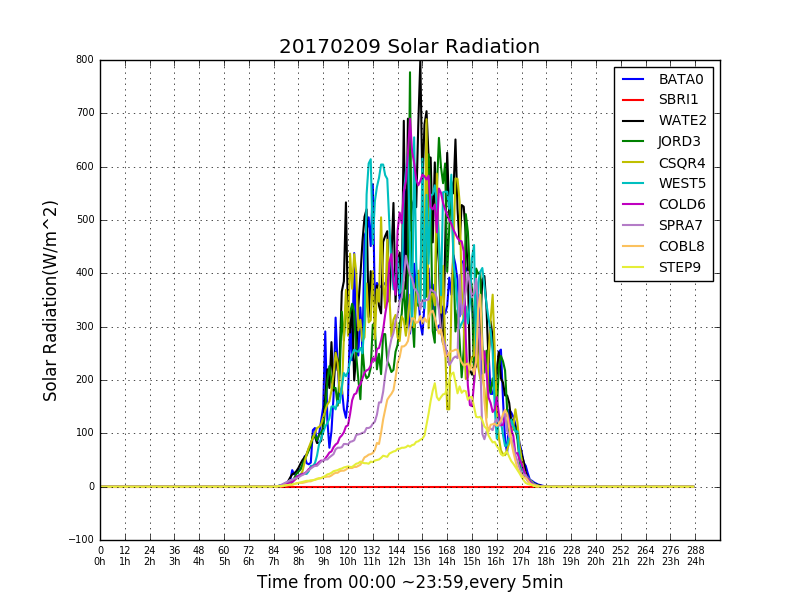 20170209 Solar Radiation
Solar Radiation(W/m^2)
800
700
600
500
400
300
200
100
0
−100
BATA0
SBRI1
WATE2
JORD3
CSQR4
WEST5
COLD6
SPRA7
COBL8
STEP9
0 12 24 36 48 60 72 84 96 108 120 132 144 156 168 180 192 204 216 228 240 252 264 276 288
0h 1h 2h 3h 4h 5h 6h 7h 8h 9h 10h 11h 12h 13h 14h 15h 16h 17h 18h 19h 20h 21h 22h 23h 24h
Time from 00:00 ~23:59,every 5min